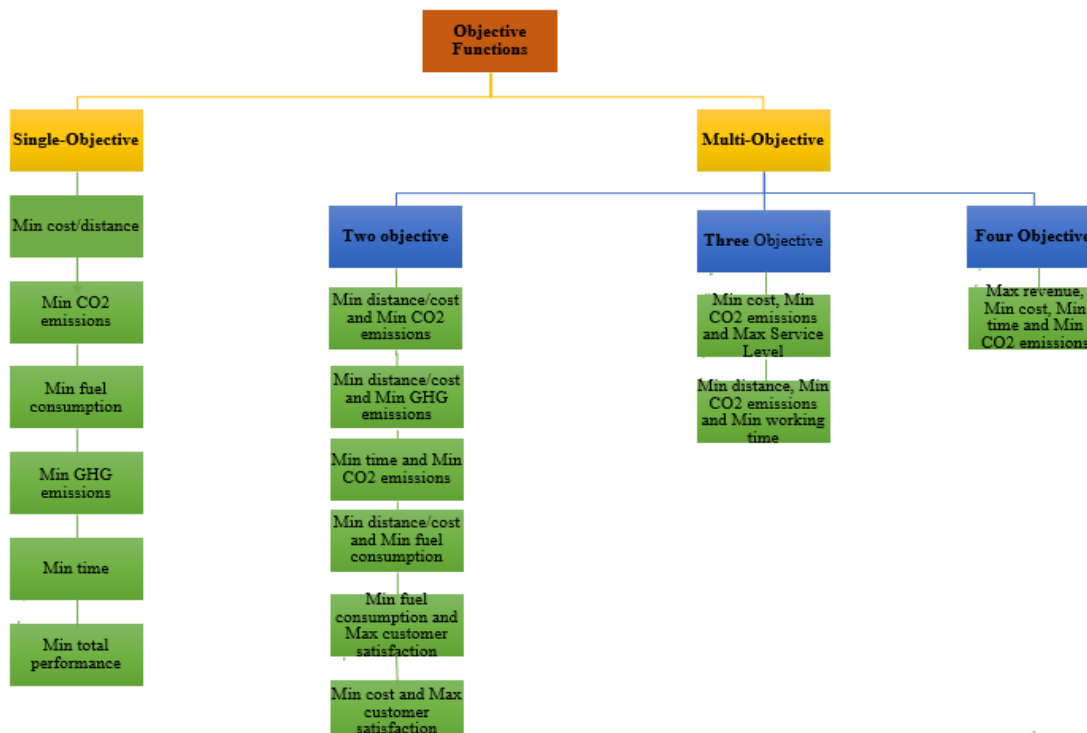 Objective
Functions
Single-Objective
Multi-Objective
Min cost/distance
Min CO2
emissions
Min fuel
consumption
Min GHG
emissions
Min time
Min total
performance
Two objective
Min distance/cost
and Min CO2
emissions
Min distance/cost
and Min GHG
emissions
Min time and Min
CO2 emissions
Min distance/cost
and Min fuel
consumption
Min fuel
consumption and
Max customer
satisfaction
Min cost and Max
customer
satisfaction
Three Objective
Min cost, Min
CO2 emissions
and Max Service
Level
Min distance, Min
CO2 emissions
and Min working
time
Four Objective
Max revenue,
Min cost, Min
time and Min
CO2 emissions